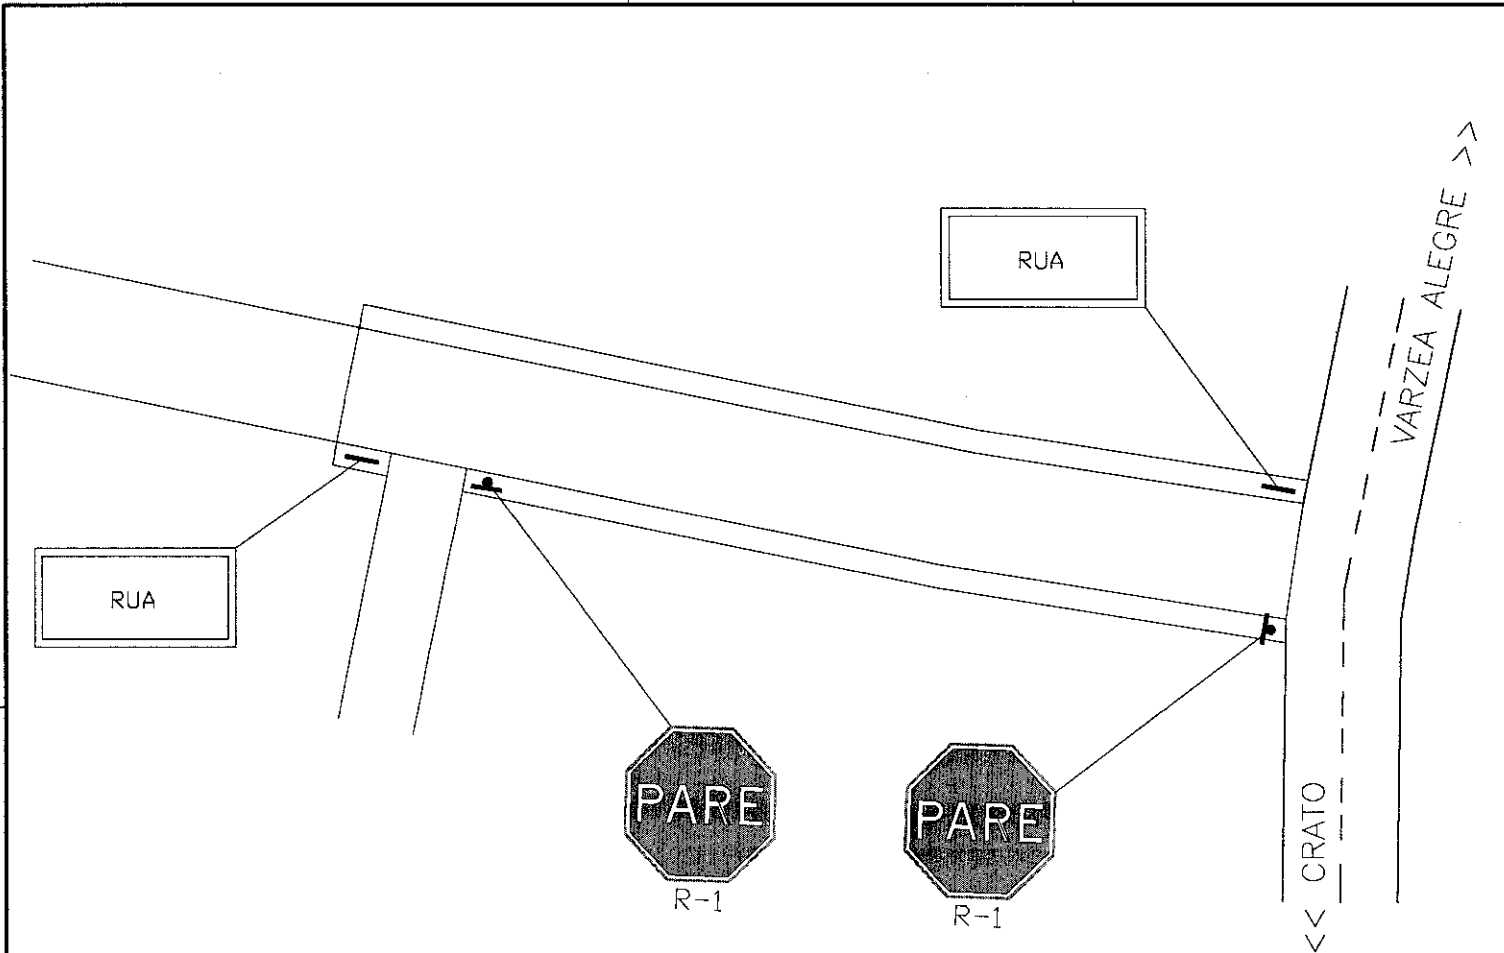 VARZEA ALEGRE >>
RUA
RUA
PARE
R-1
PARE
R-1
<< CRATO